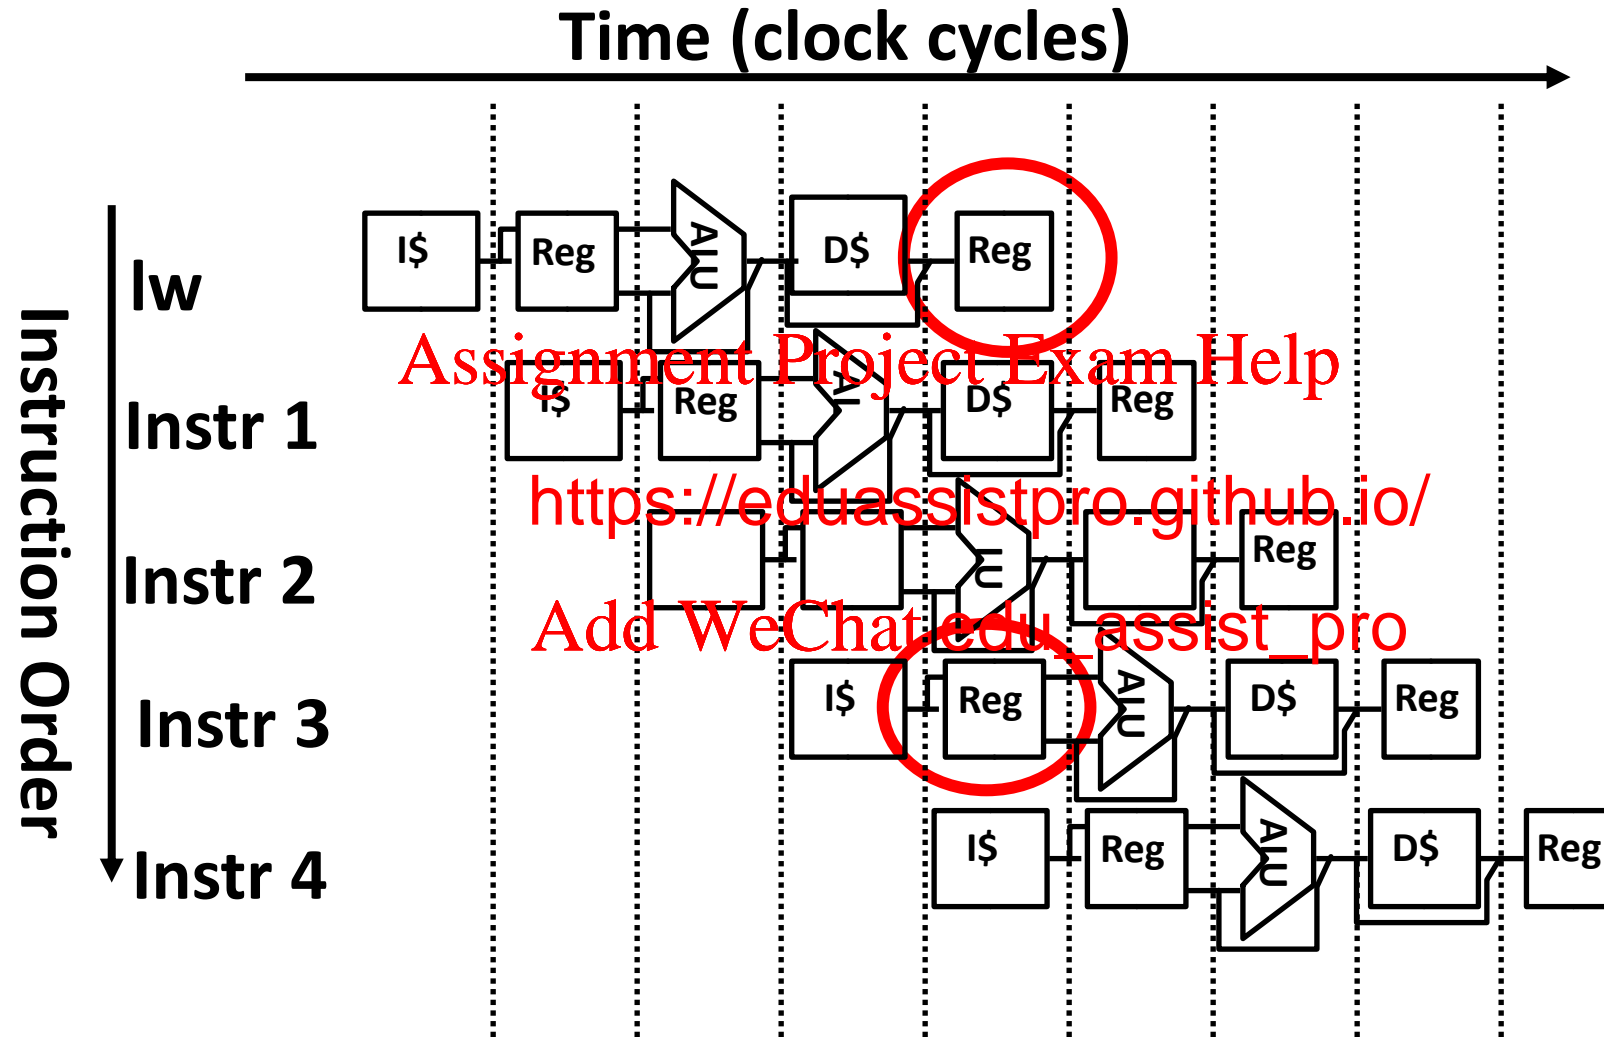 Time (clock cycles)
Instruction Order
lw
I$
Reg
ALU
D$
Reg
Assignment Project Exam Help
Instr 1
I$
Reg
D$
Reg
https://eduassistpro.github.io/
Instr 2
Reg
Add WeChat edu_assist_pro
Instr 3
I$
Reg
ALU
D$
Reg
Instr 4
I$
Reg
ALU
D$
Reg